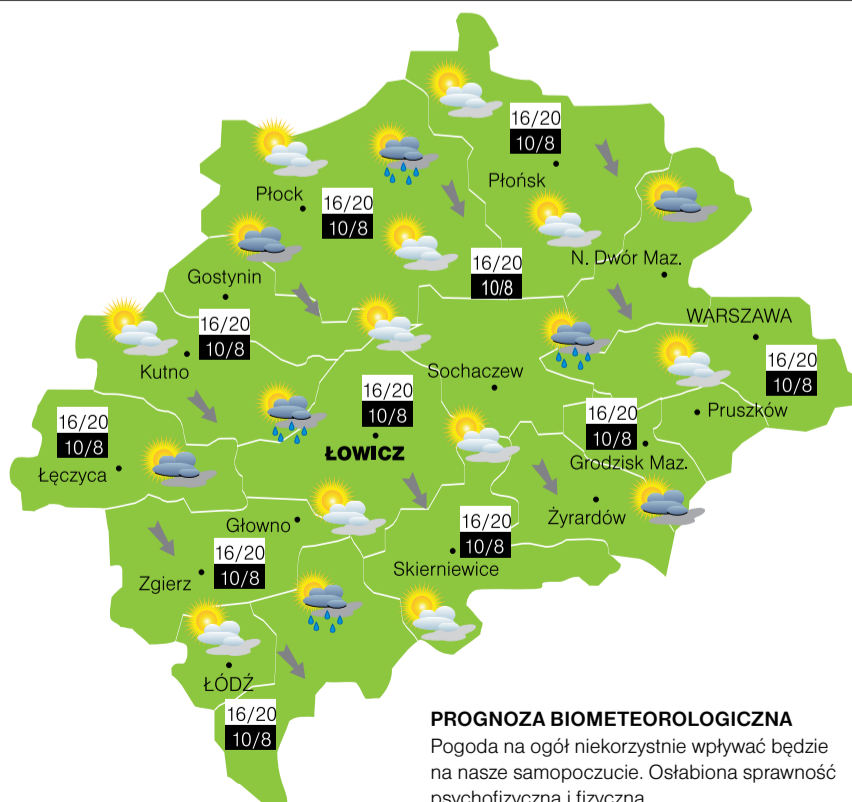 16/20
10/8
Płońsk
Płock
16/20
10/8
N. Dwór Maz.
16/20
10/8
Gostynin
16/20
10/8
Kutno
WARSZAWA
16/20
10/8
Sochaczew
16/20
10/8
ŁOWICZ
Pruszków
16/20
10/8
Grodzisk Maz.
16/20
10/8
Łęczyca
Żyrardów
Głowno
16/20
10/8
Skierniewice
16/20
10/8
Zgierz
ŁÓDŹ
16/20
10/8
PROGNOZA BIOMETEOROLOGICZNA
Pogoda na ogół niekorzystnie wpływać będzie
na nasze samopoczucie. Osłabiona sprawność
psychofizyczna i fizyczna.